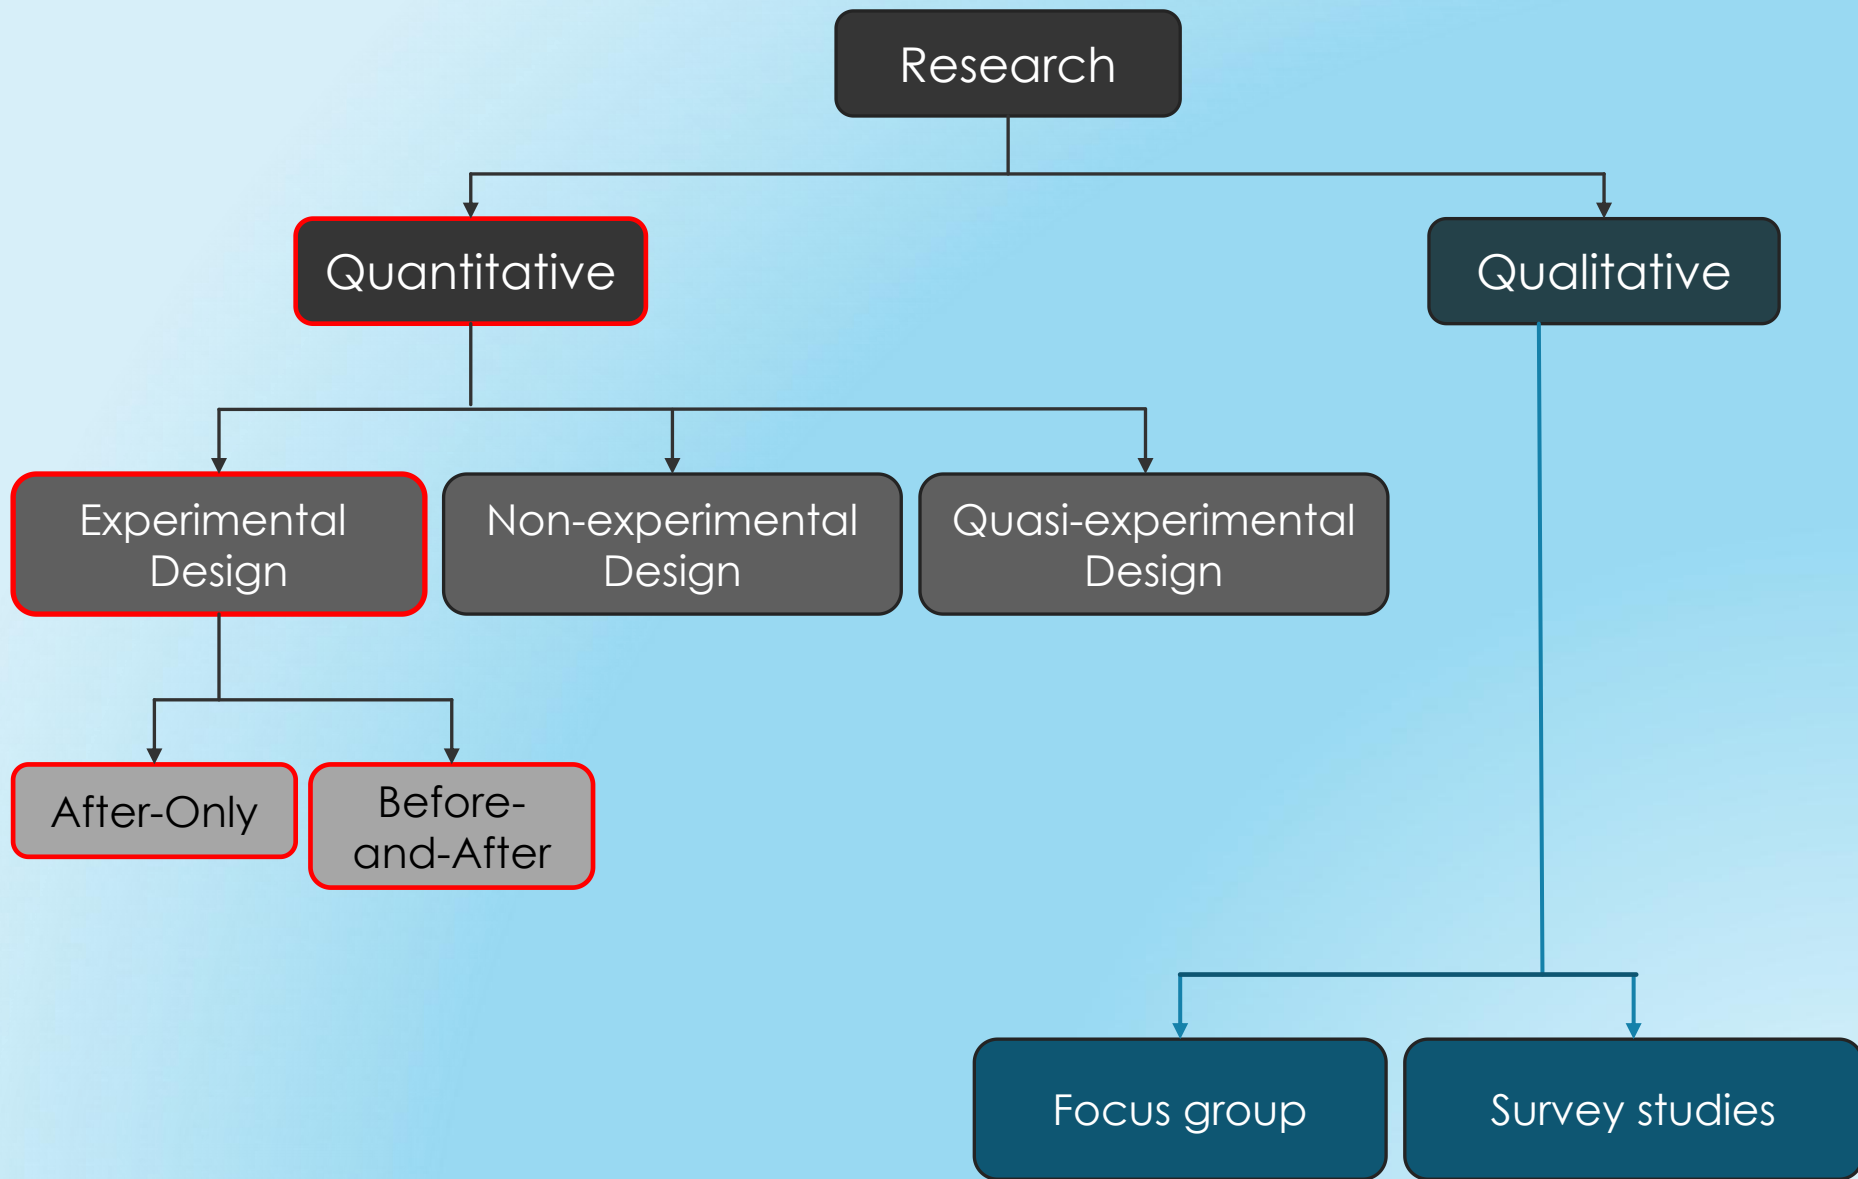 Research
Quantitative
Qualitative
Experimental
Design
Non-experimental
Design
Quasi-experimental
Design
After-Only
Before-
and-After
Focus group
Survey studies